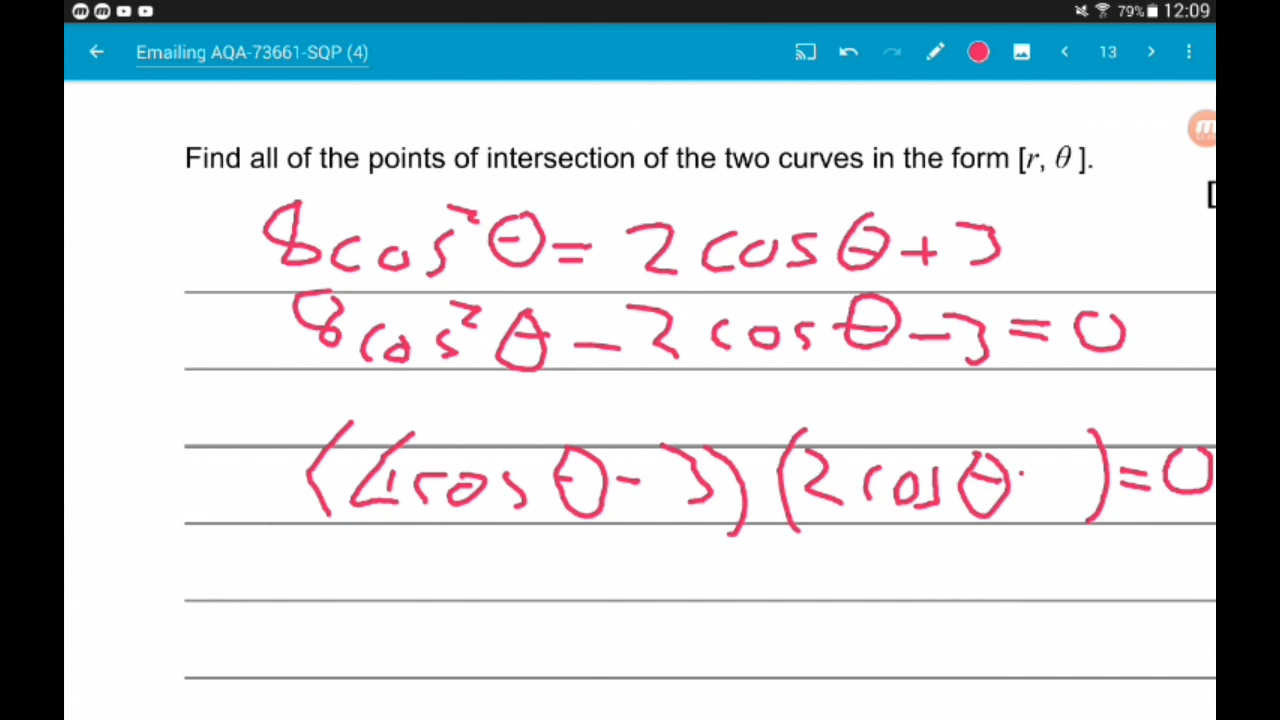 79% 12:09
Emailing AQA-73661-SQP (4)
13
Find all of the points of intersection of the two curves in the form [r, θ ].
[
8cos²θ = 2cosθ+3
8cos²θ – 2cosθ – 3 = 0
(4cosθ – 3)(2cosθ )=0